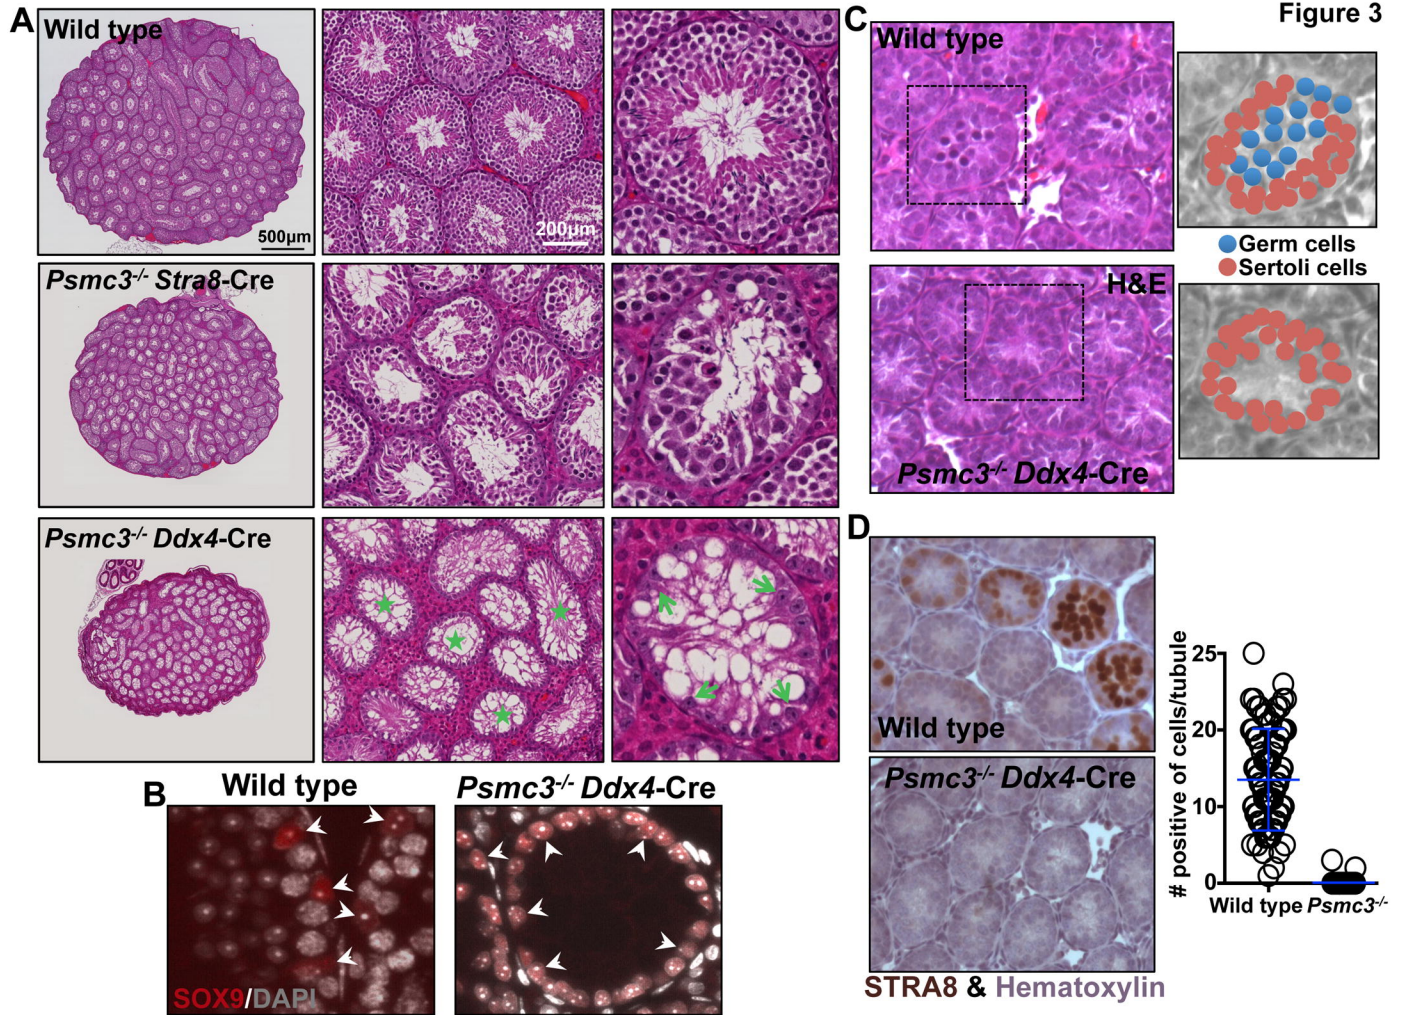 Figure 3
A
Wild type
500µm
200µm
Psmc3-/- Stra8-Cre
Psmc3-/- Ddx4-Cre
B
Wild type
Psmc3-/- Ddx4-Cre
SOX9/DAPI
C
Wild type
Germ cells
Sertoli cells
H&E
Psmc3-/- Ddx4-Cre
D
Wild type
Psmc3-/- Ddx4-Cre
STRA8 & Hematoxylin
# positive of cells/tubule
25
20
10
0
Wild type Psmc3-/-